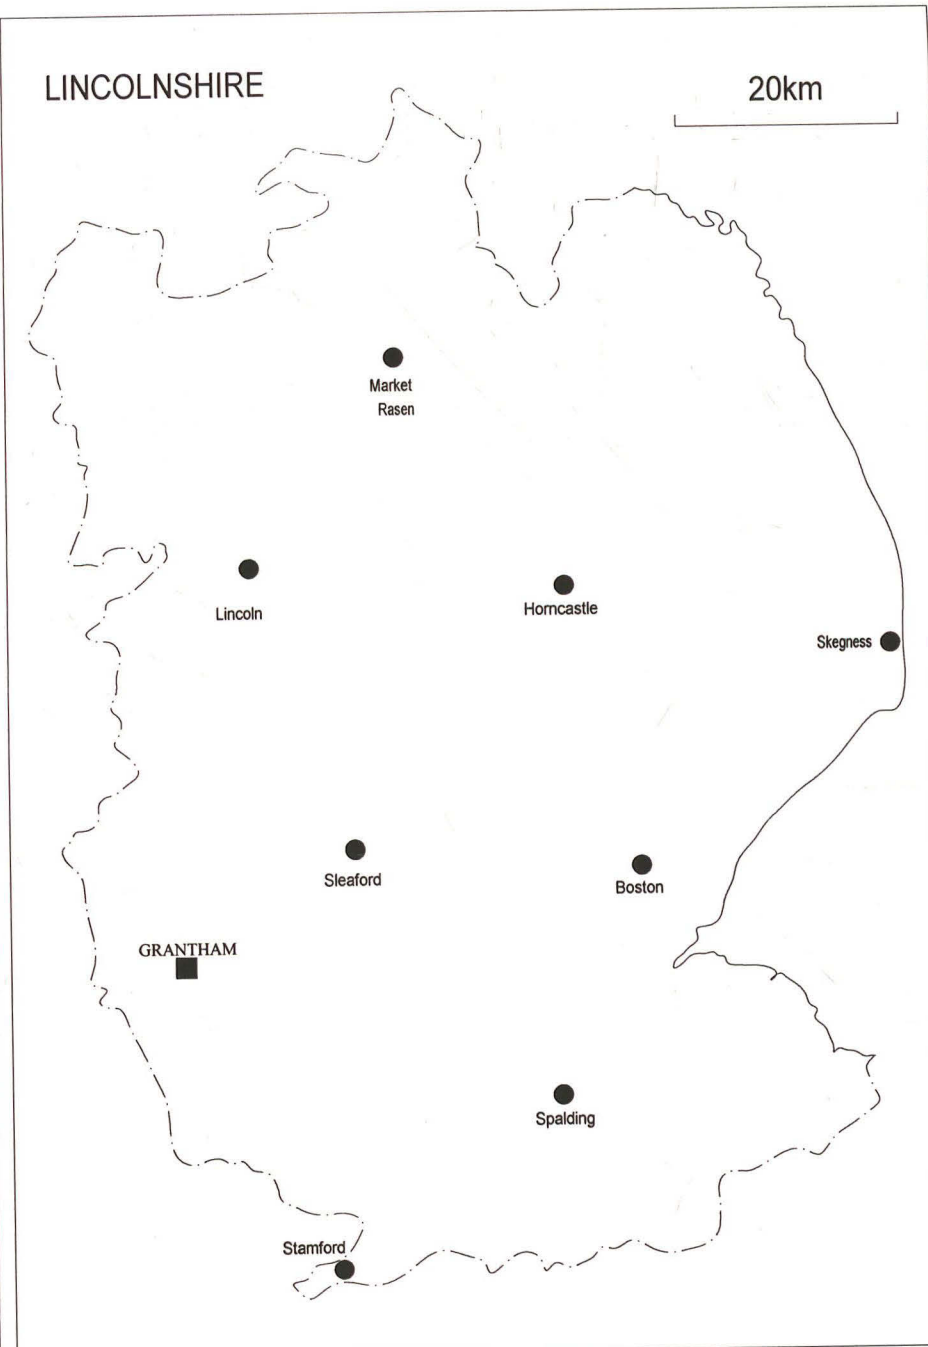 LINCOLNSHIRE
20km
Market
Rasen
Lincoln
Horncastle
Skegness
Sleaford
Boston
GRANTHAM
Spalding
Stamford